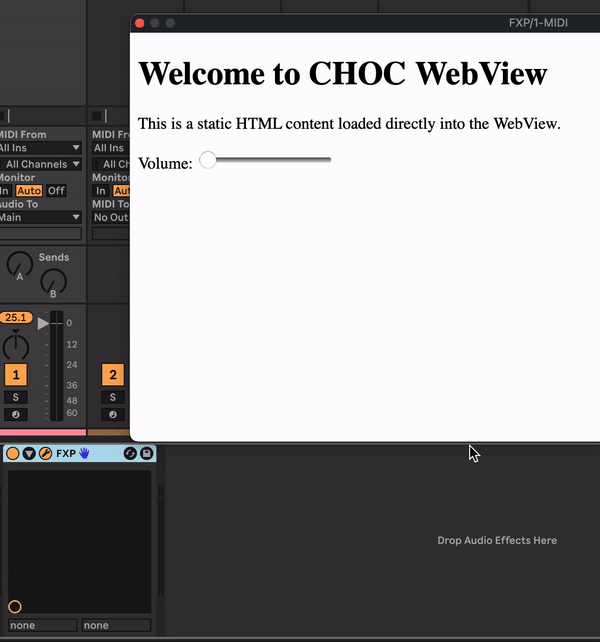 FXP/1-MIDI
Welcome to CHOC WebView
This is a static HTML content loaded directly into the WebView.
Volume:
MIDI From
All Ins
All Channels
Monitor
In Auto Off
Audio To
Main
Sends
A
B
25.1
0
12
24
36
48
60
1
S
MIDI Fr
All Ins
All Ch
Monitor
In Aut
MIDI To
No Out
2
S
FXP
none none
Drop Audio Effects Here